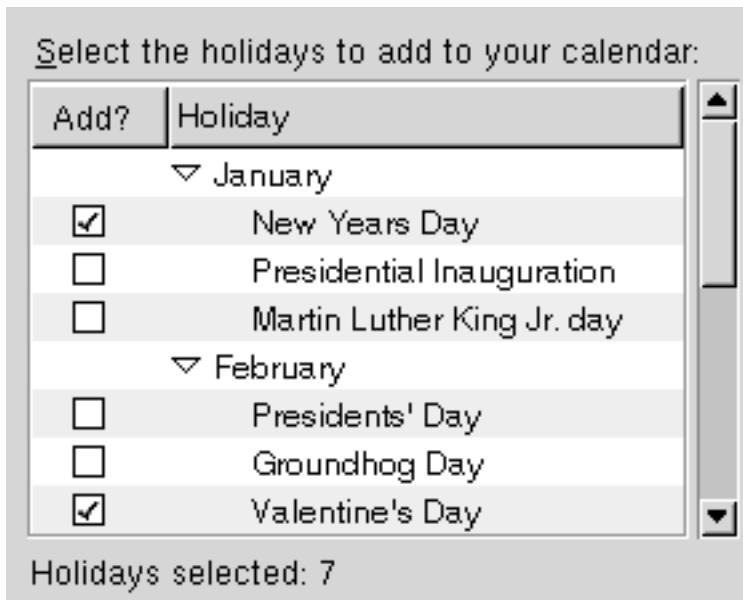 Select the holidays to add to your calendar:
Add? Holiday
January
New Years Day
Presidential Inauguration
Martin Luther King Jr. day
February
Presidents' Day
Groundhog Day
Valentine's Day
Holidays selected: 7